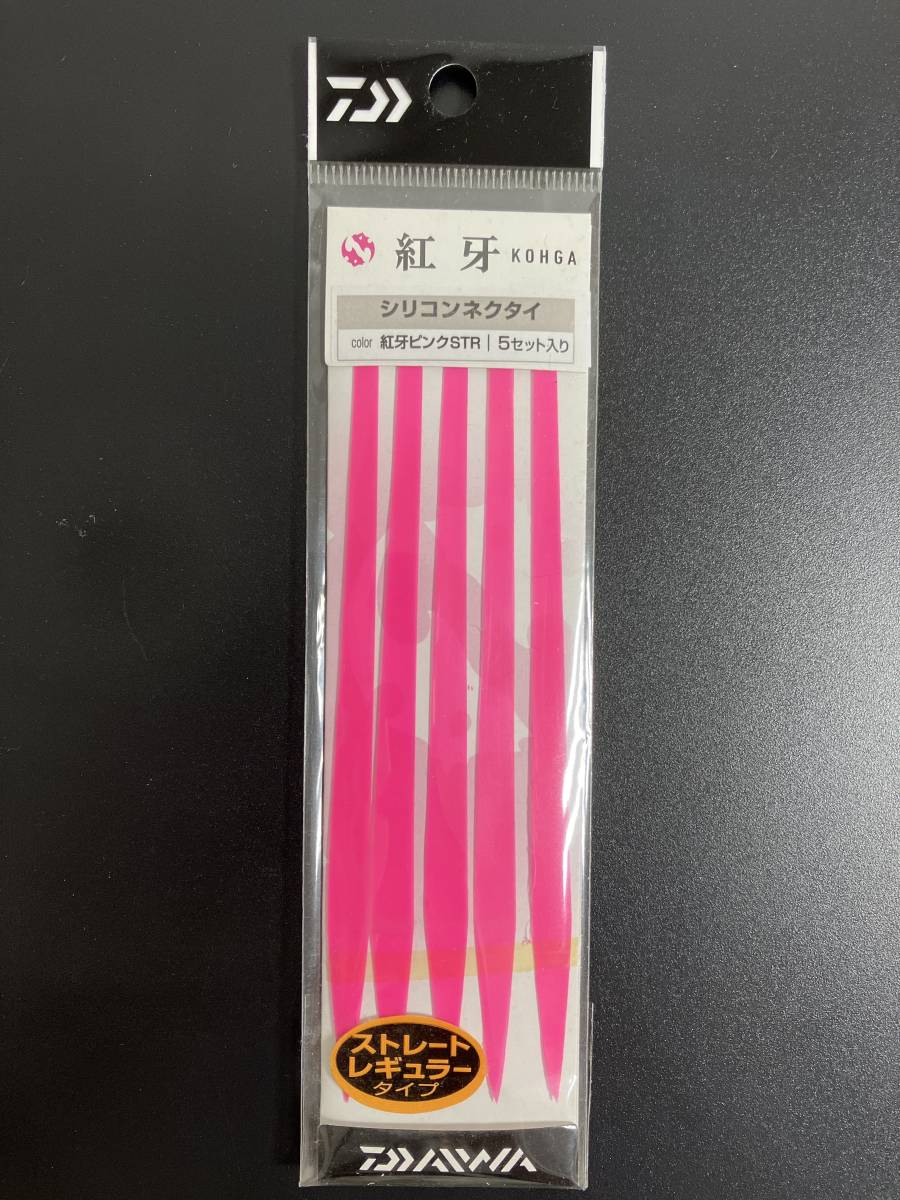 紅牙 KOHGA
シリコンネクタイ
color 紅牙ピンクSTR | 5セット入り
ストレート
レギュラー
タイプ
DAIWA